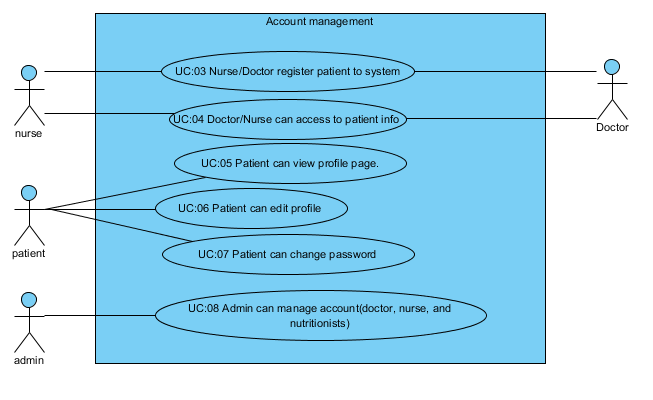 Account management
UC:03 Nurse/Doctor register patient to system
nurse
Doctor
UC:04 Doctor/Nurse can access to patient info
UC:05 Patient can view profile page.
UC:06 Patient can edit profile
patient
UC:07 Patient can change password
UC:08 Admin can manage account(doctor, nurse, and
nutritionists)
admin